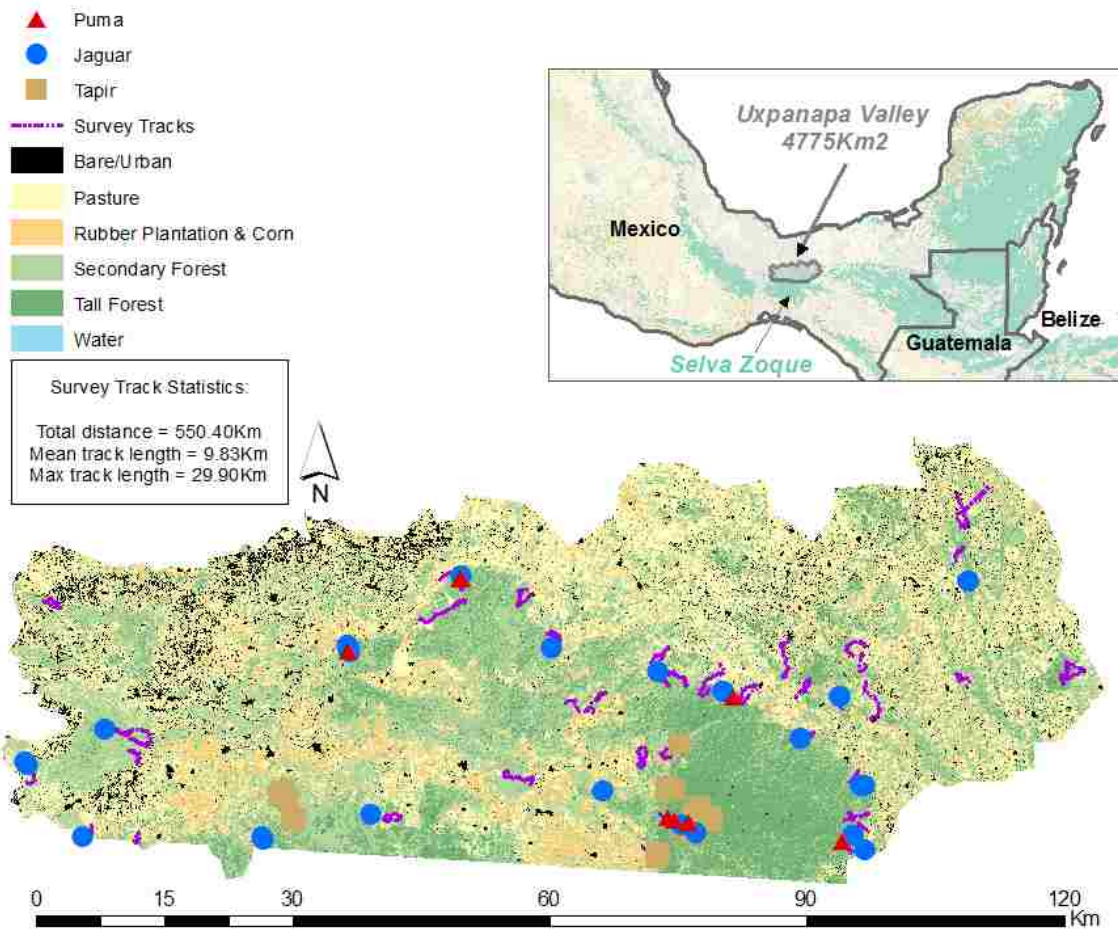 Puma
Jaguar
Tapir
Survey Tracks
Bare/Urban
Pasture
Rubber Plantation & Corn
Secondary Forest
Tall Forest
Water
Survey Track Statistics:
Total distance = 550.40Km
Mean track length = 9.83Km
Max track length = 29.90Km
Uxpanapa Valley
4775Km2
Mexico
Belize
Guatemala
Selva Zoque
N
0 15 30 60 90 120
Km